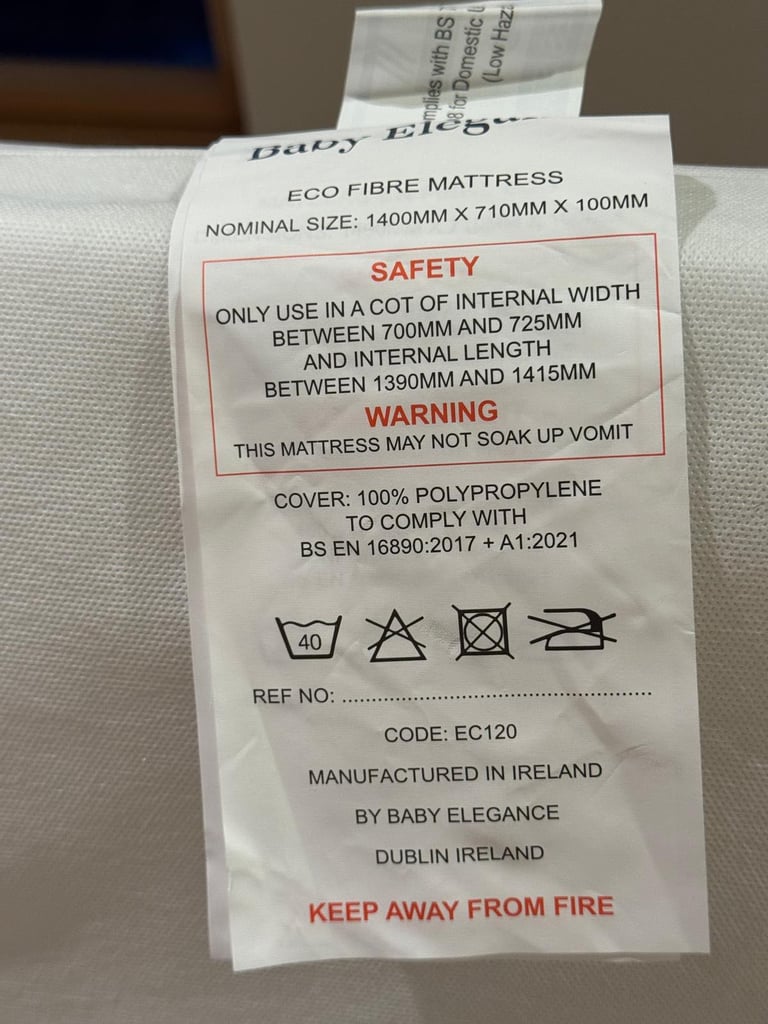 mplies with BS
8 for Domestic
(Low Haz
Baby Elega
ECO FIBRE MATTRESS
NOMINAL SIZE: 1400MM X 710MM X 100MM
SAFETY
ONLY USE IN A COT OF INTERNAL WIDTH
BETWEEN 700MM AND 725MM
AND INTERNAL LENGTH
BETWEEN 1390MM AND 1415MM
WARNING
THIS MATTRESS MAY NOT SOAK UP VOMIT
COVER: 100% POLYPROPYLENE
TO COMPLY WITH
BS EN 16890:2017 + A1:2021
40
REF NO: ....................................................
CODE: EC120
MANUFACTURED IN IRELAND
BY BABY ELEGANCE
DUBLIN IRELAND
KEEP AWAY FROM FIRE